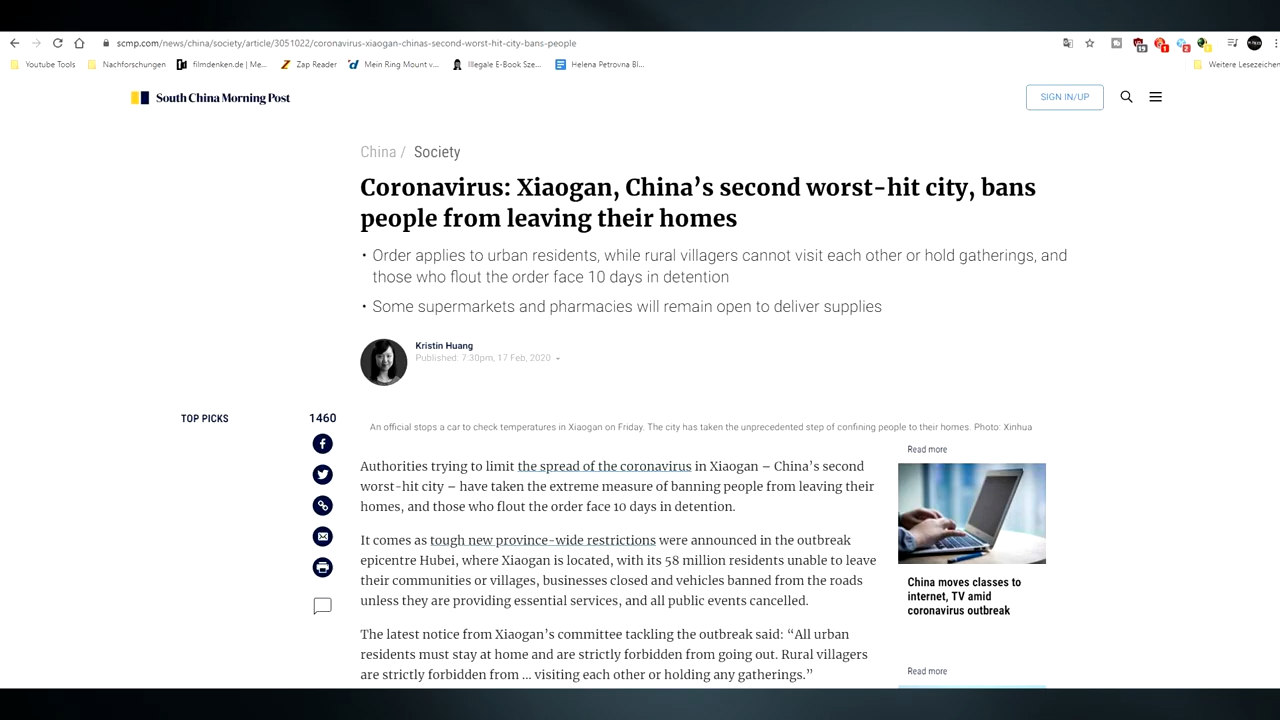 scmp.com/news/china/society/article/3051022/coronavirus-xiaogan-chinas-second-worst-hit-city-bans-people
Youtube Tools
Nachforschungen
filmdenken.de | Me...
Zap Reader
Mein Ring Mount v...
Illegale E-Book Sze...
Helena Petrovna Bl...
Weitere Lesezeichen
South China Morning Post
SIGN IN/UP
China / Society
Coronavirus: Xiaogan, China’s second worst-hit city, bans
people from leaving their homes
• Order applies to urban residents, while rural villagers cannot visit each other or hold gatherings, and
those who flout the order face 10 days in detention
• Some supermarkets and pharmacies will remain open to deliver supplies
Kristin Huang
Published: 7:30pm, 17 Feb, 2020
TOP PICKS
1460
An official stops a car to check temperatures in Xiaogan on Friday. The city has taken the unprecedented step of confining people to their homes. Photo: Xinhua
Authorities trying to limit the spread of the coronavirus in Xiaogan – China’s second
worst-hit city – have taken the extreme measure of banning people from leaving their
homes, and those who flout the order face 10 days in detention.
It comes as tough new province-wide restrictions were announced in the outbreak
epicentre Hubei, where Xiaogan is located, with its 58 million residents unable to leave
their communities or villages, businesses closed and vehicles banned from the roads
unless they are providing essential services, and all public events cancelled.
The latest notice from Xiaogan’s committee tackling the outbreak said: “All urban
residents must stay at home and are strictly forbidden from going out. Rural villagers
are strictly forbidden from ... visiting each other or holding any gatherings.”
Read more
China moves classes to
internet, TV amid
coronavirus outbreak
Read more